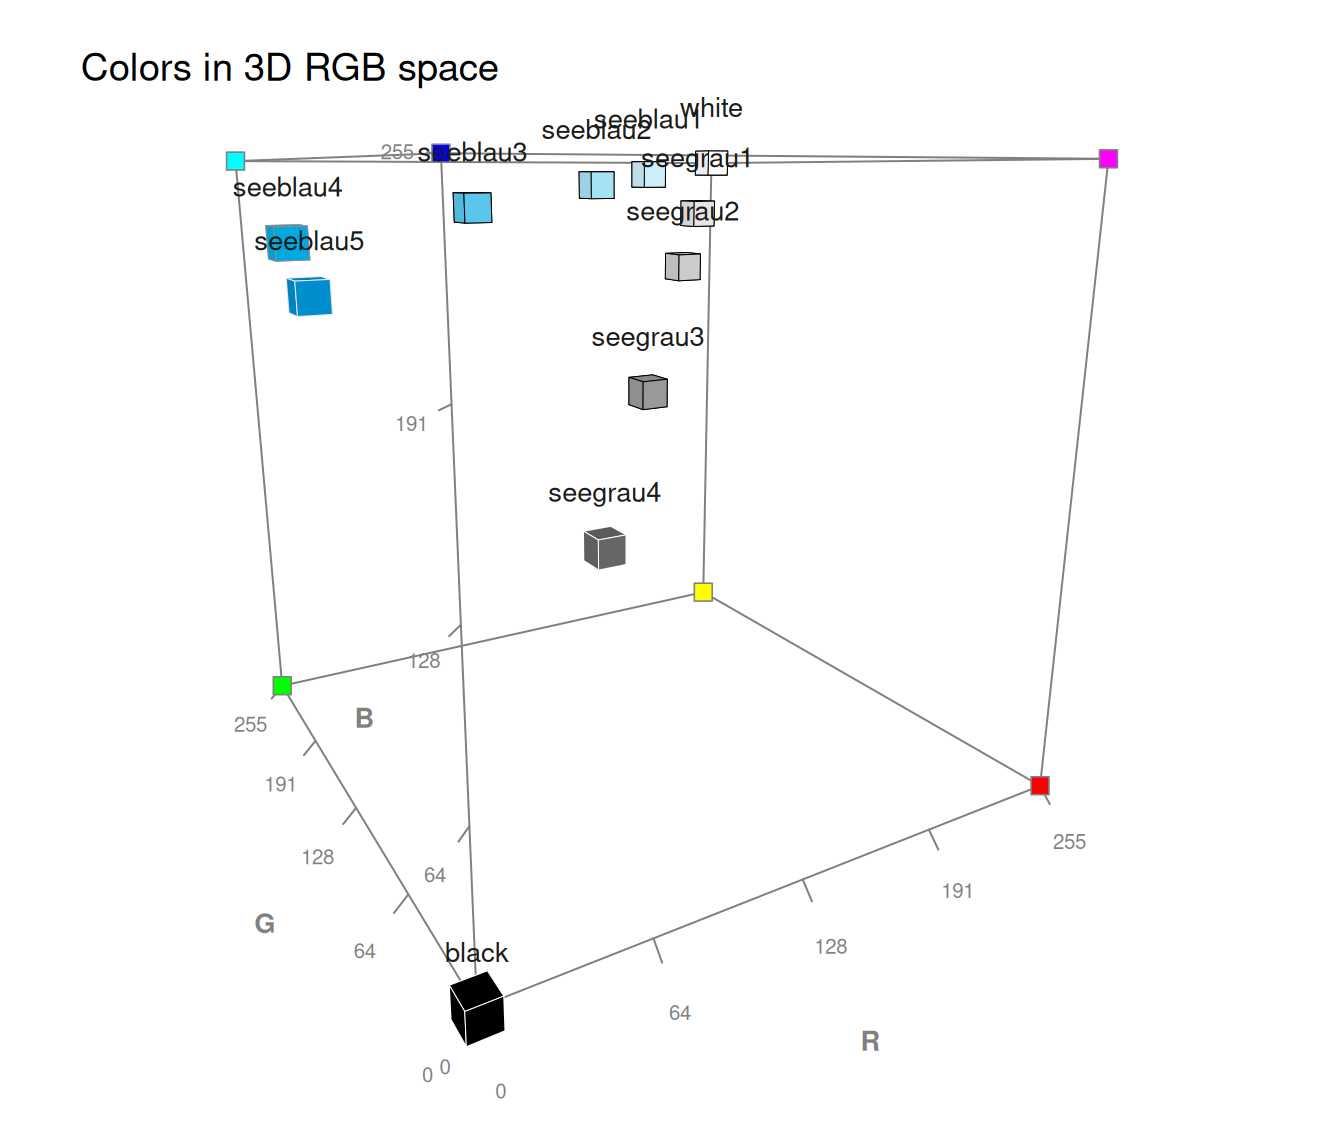 Colors in 3D RGB space
white
seeblau1
seeblau2
255
seeblau3
seegrau1
seeblau4
seegrau2
seeblau5
seegrau3
191
seegrau4
128
B
255
191
128
64
G
64
black
255
191
128
64
R
0
0
0